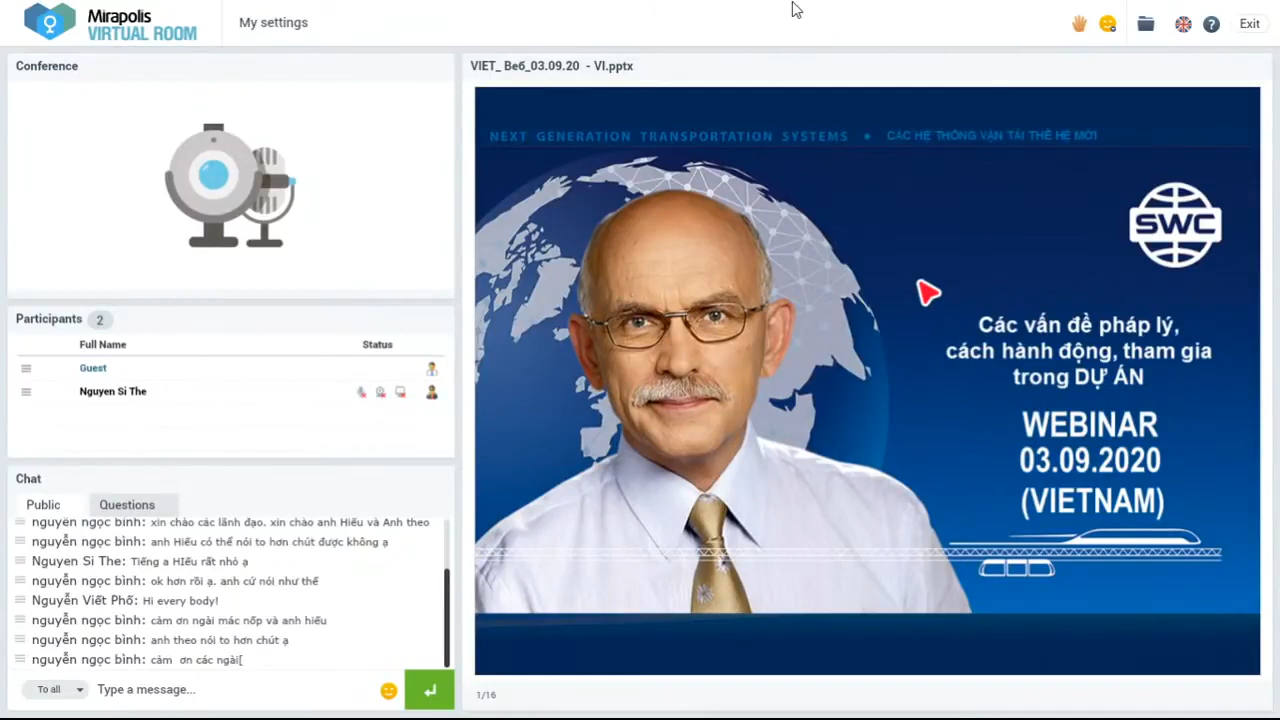 Mirapolis
VIRTUAL ROOM
My settings
Exit
Conference
Participants 2
Full Name Status
Guest
Nguyen Si The
Chat
Public Questions
nguyễn ngọc bình: xin chào các lãnh đạo. xin chào anh Hiếu và Anh theo
nguyễn ngọc bình: anh Hiếu có thể nói to hơn chút được không ạ
Nguyen Si The: Tiếng a HIếu rất nhỏ ạ
nguyễn ngọc bình: ok hơn rồi ạ. anh cứ nói như thế
Nguyễn Viết Phố: Hi every body!
nguyễn ngọc bình: cảm ơn ngài mác nốp và anh hiếu
nguyễn ngọc bình: anh theo nói to hơn chút ạ
nguyễn ngọc bình: cảm ơn các ngài[
To all Type a message...
VIET_ Веб_03.09.20 - VI.pptx
NEXT GENERATION TRANSPORTATION SYSTEMS • CÁC HỆ THỐNG VẬN TẢI THẾ HỆ MỚI
SWC
Các vấn đề pháp lý,
cách hành động, tham gia
trong DỰ ÁN
WEBINAR
03.09.2020
(VIETNAM)
1/16